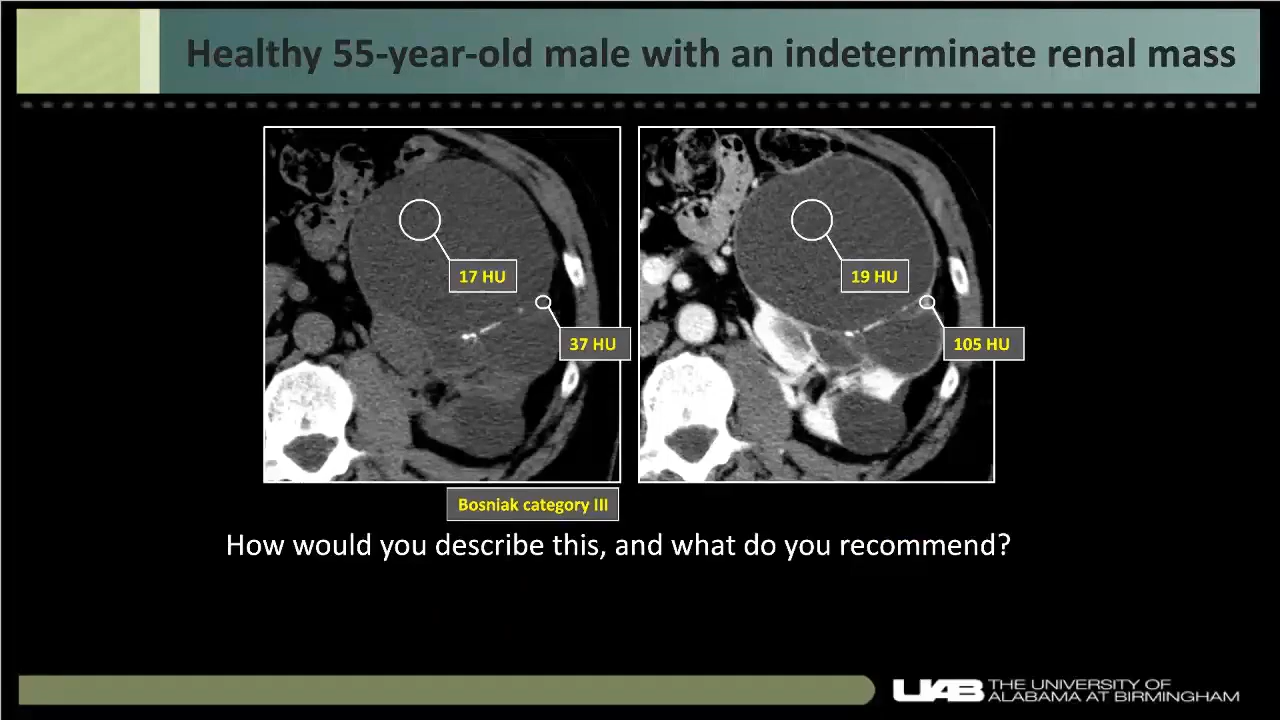 Healthy 55-year-old male with an indeterminate renal mass
17 HU
37 HU
19 HU
105 HU
Bosniak category III
How would you describe this, and what do you recommend?
UAB THE UNIVERSITY OF
ALABAMA AT BIRMINGHAM